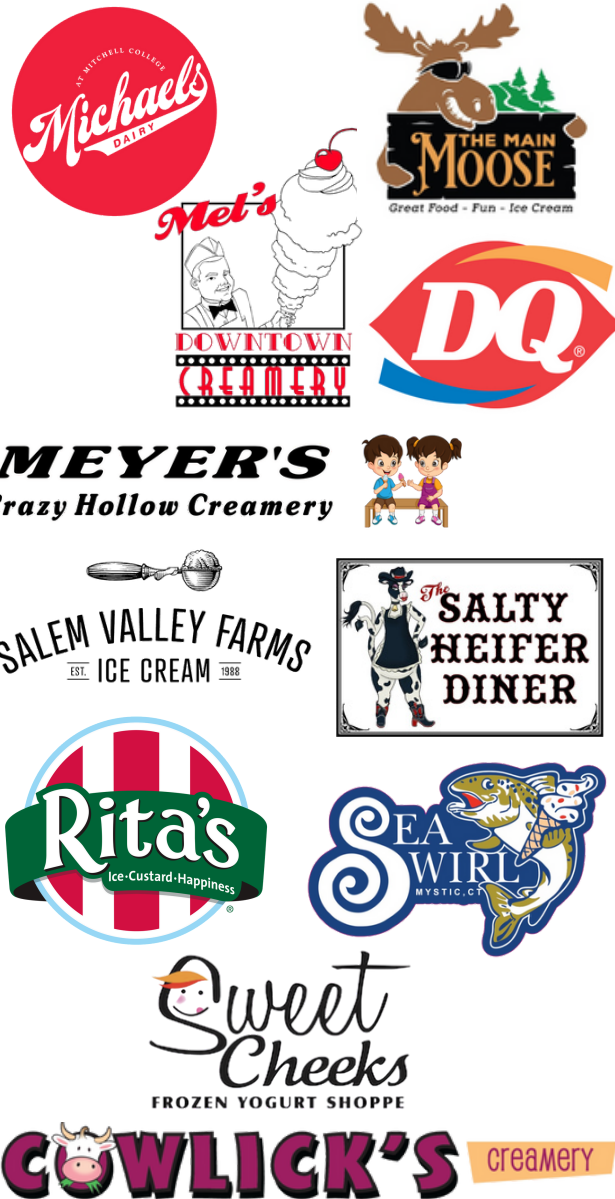 AT MITCHELL COLLEGE
Michaels
DAIRY
THE MAIN
MOOSE
Great Food - Fun - Ice Cream
Mel's
DOWNTOWN
CREAMERY
DQ®
MEYER'S
razy Hollow Creamery
SALEM VALLEY FARMS
EST. ICE CREAM 1988
The
SALTY
HEIFER
DINER
Rita's
Ice·Custard·Happiness
®
SEA
SWIRL
MYSTIC, CT
Sweet
Cheeks
FROZEN YOGURT SHOPPE
COWLICK'S creamery